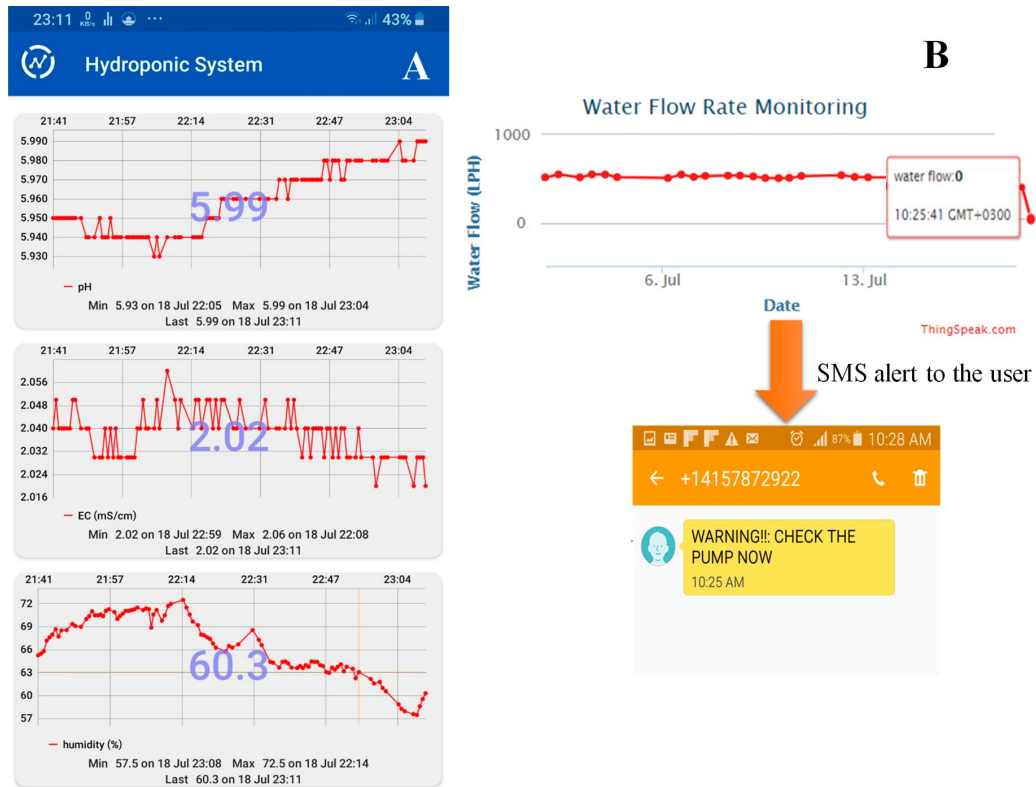 23:11 0 KB/s ··· 43%
Hydroponic System A
21:41 21:57 22:14 22:31 22:47 23:04
5.990
5.980
5.970
5.960
5.950
5.940
5.930
5.99
pH
Min 5.93 on 18 Jul 22:05 Max 5.99 on 18 Jul 23:04
Last 5.99 on 18 Jul 23:11
21:41 21:57 22:14 22:31 22:47 23:04
2.056
2.048
2.040
2.032
2.024
2.016
2.02
EC (mS/cm)
Min 2.02 on 18 Jul 22:59 Max 2.06 on 18 Jul 22:08
Last 2.02 on 18 Jul 23:11
21:41 21:57 22:14 22:31 22:47 23:04
72
69
66
63
60
57
60.3
humidity (%)
Min 57.5 on 18 Jul 23:08 Max 72.5 on 18 Jul 22:14
Last 60.3 on 18 Jul 23:11
B
Water Flow Rate Monitoring
Water Flow (LPH)
1000
0
water flow:0
10:25:41 GMT+0300
6. Jul 13. Jul
Date
ThingSpeak.com
SMS alert to the user
87% 10:28 AM
+14157872922
WARNING!!: CHECK THE
PUMP NOW
10:25 AM